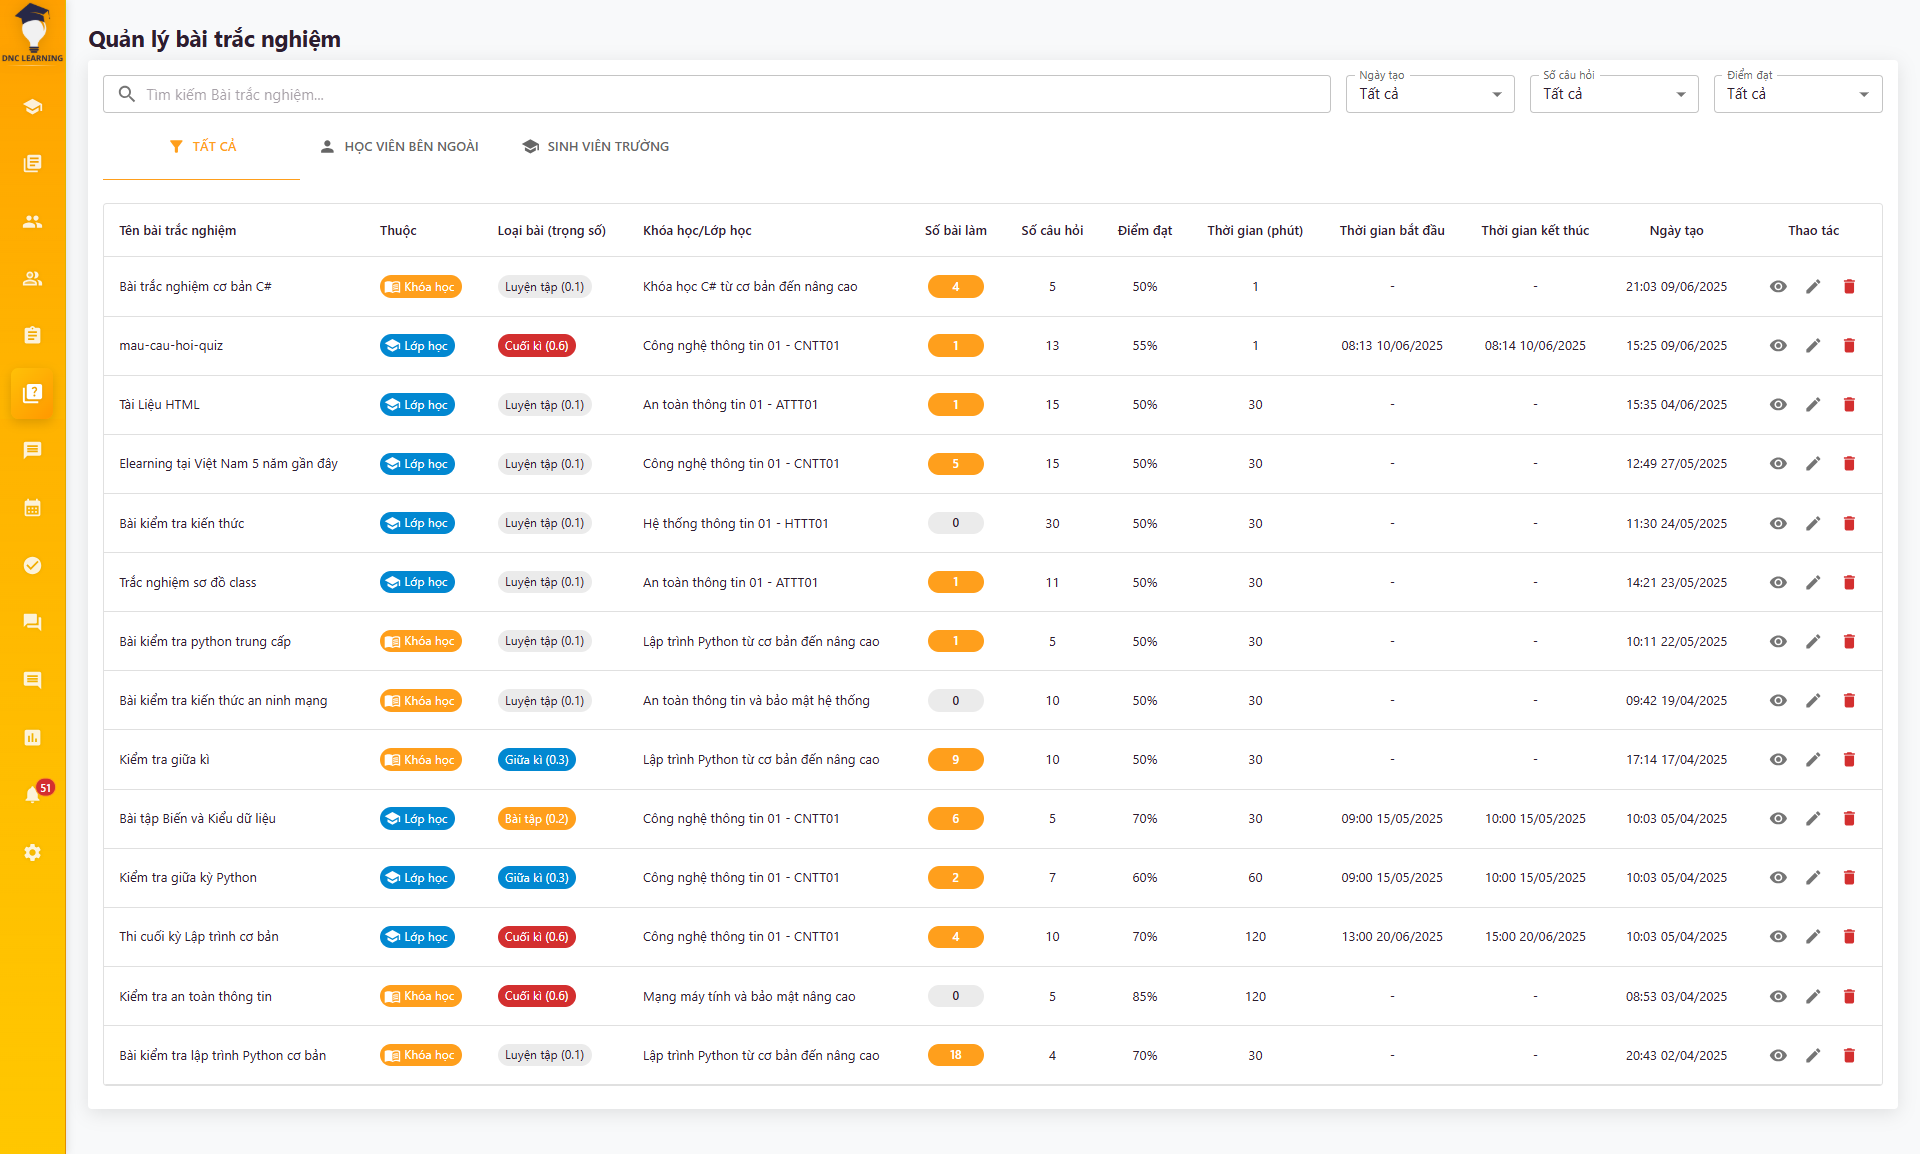 DNC LEARNING
Quản lý bài trắc nghiệm
Tìm kiếm Bài trắc nghiệm...
Ngày tạo
Tất cả
Số câu hỏi
Tất cả
Điểm đạt
Tất cả
TẤT CẢ
HỌC VIÊN BÊN NGOÀI
SINH VIÊN TRƯỜNG
Tên bài trắc nghiệm Thuộc Loại bài (trọng số) Khóa học/Lớp học Số bài làm Số câu hỏi Điểm đạt Thời gian (phút) Thời gian bắt đầu Thời gian kết thúc Ngày tạo Thao tác
Bài trắc nghiệm cơ bản C# Khóa học Luyện tập (0.1) Khóa học C# từ cơ bản đến nâng cao 4 5 50% 1 - - 21:03 09/06/2025
mau-cau-hoi-quiz Lớp học Cuối kì (0.6) Công nghệ thông tin 01 - CNTT01 1 13 55% 1 08:13 10/06/2025 08:14 10/06/2025 15:25 09/06/2025
Tài Liệu HTML Lớp học Luyện tập (0.1) An toàn thông tin 01 - ATTT01 1 15 50% 30 - - 15:35 04/06/2025
Elearning tại Việt Nam 5 năm gần đây Lớp học Luyện tập (0.1) Công nghệ thông tin 01 - CNTT01 5 15 50% 30 - - 12:49 27/05/2025
Bài kiểm tra kiến thức Lớp học Luyện tập (0.1) Hệ thống thông tin 01 - HTTT01 0 30 50% 30 - - 11:30 24/05/2025
Trắc nghiệm sơ đồ class Lớp học Luyện tập (0.1) An toàn thông tin 01 - ATTT01 1 11 50% 30 - - 14:21 23/05/2025
Bài kiểm tra python trung cấp Khóa học Luyện tập (0.1) Lập trình Python từ cơ bản đến nâng cao 1 5 50% 30 - - 10:11 22/05/2025
Bài kiểm tra kiến thức an ninh mạng Khóa học Luyện tập (0.1) An toàn thông tin và bảo mật hệ thống 0 10 50% 30 - - 09:42 19/04/2025
Kiểm tra giữa kì Khóa học Giữa kì (0.3) Lập trình Python từ cơ bản đến nâng cao 9 10 50% 30 - - 17:14 17/04/2025
51
Bài tập Biến và Kiểu dữ liệu Lớp học Bài tập (0.2) Công nghệ thông tin 01 - CNTT01 6 5 70% 30 09:00 15/05/2025 10:00 15/05/2025 10:03 05/04/2025
Kiểm tra giữa kỳ Python Lớp học Giữa kì (0.3) Công nghệ thông tin 01 - CNTT01 2 7 60% 60 09:00 15/05/2025 10:00 15/05/2025 10:03 05/04/2025
Thi cuối kỳ Lập trình cơ bản Lớp học Cuối kì (0.6) Công nghệ thông tin 01 - CNTT01 4 10 70% 120 13:00 20/06/2025 15:00 20/06/2025 10:03 05/04/2025
Kiểm tra an toàn thông tin Khóa học Cuối kì (0.6) Mạng máy tính và bảo mật nâng cao 0 5 85% 120 - - 08:53 03/04/2025
Bài kiểm tra lập trình Python cơ bản Khóa học Luyện tập (0.1) Lập trình Python từ cơ bản đến nâng cao 18 4 70% 30 - - 20:43 02/04/2025